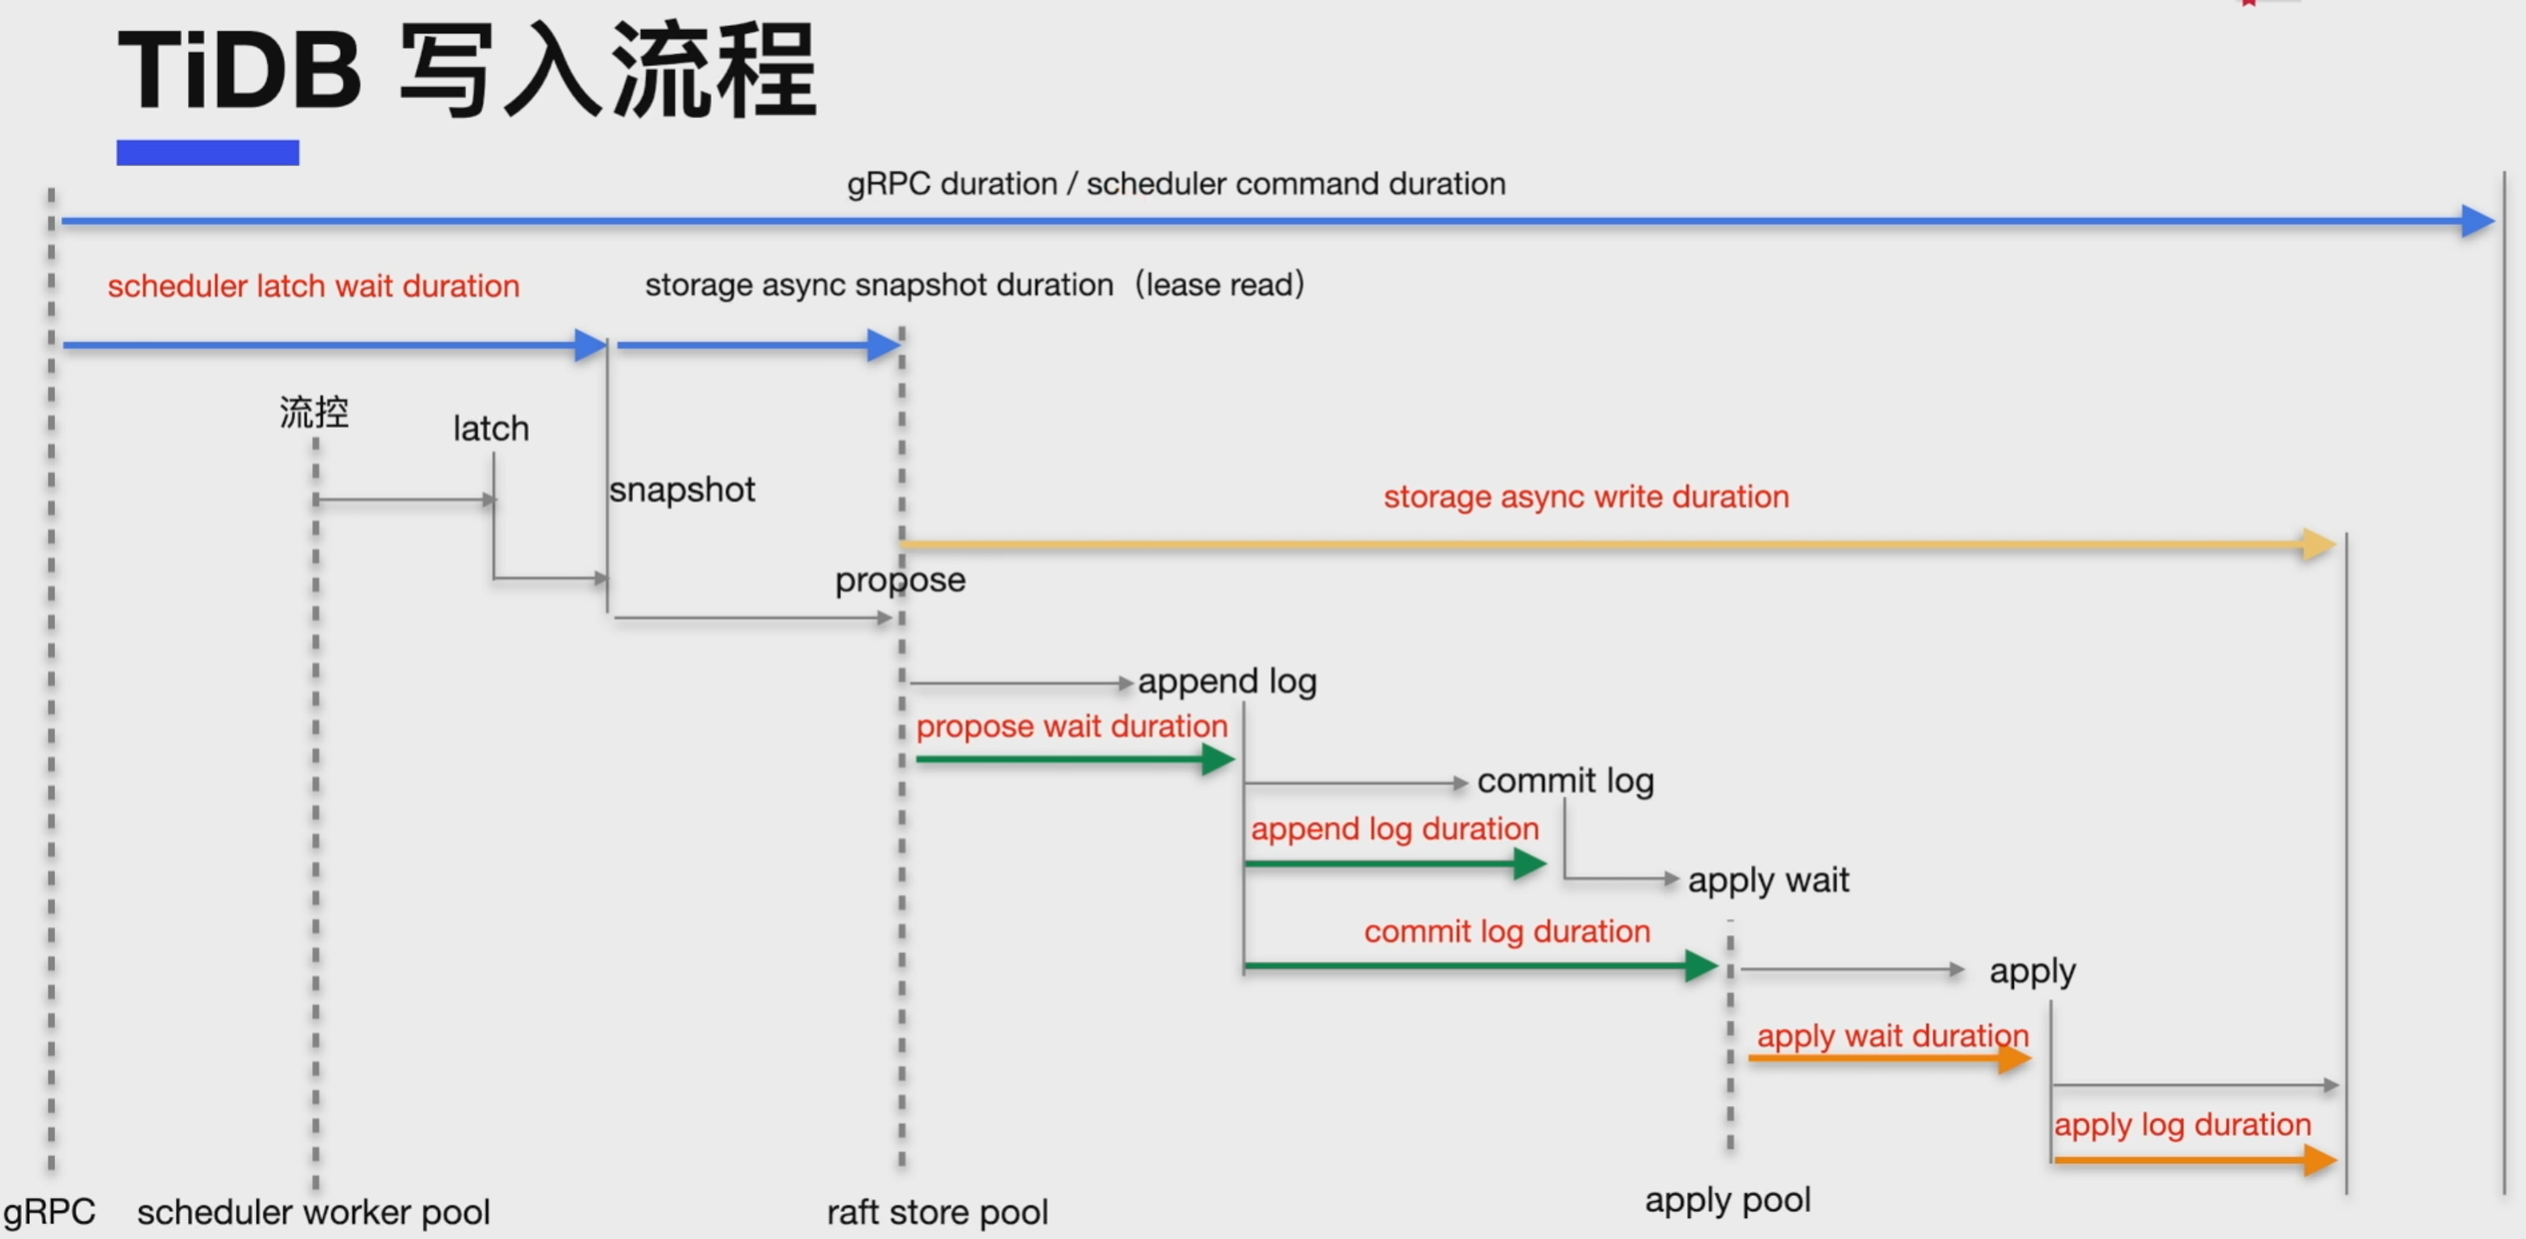 TiDB 写入流程
gRPC duration / scheduler command duration
scheduler latch wait duration
storage async snapshot duration（lease read）
流控
latch
snapshot
storage async write duration
propose
append log
propose wait duration
commit log
append log duration
apply wait
commit log duration
apply
apply wait duration
apply log duration
gRPC
scheduler worker pool
raft store pool
apply pool